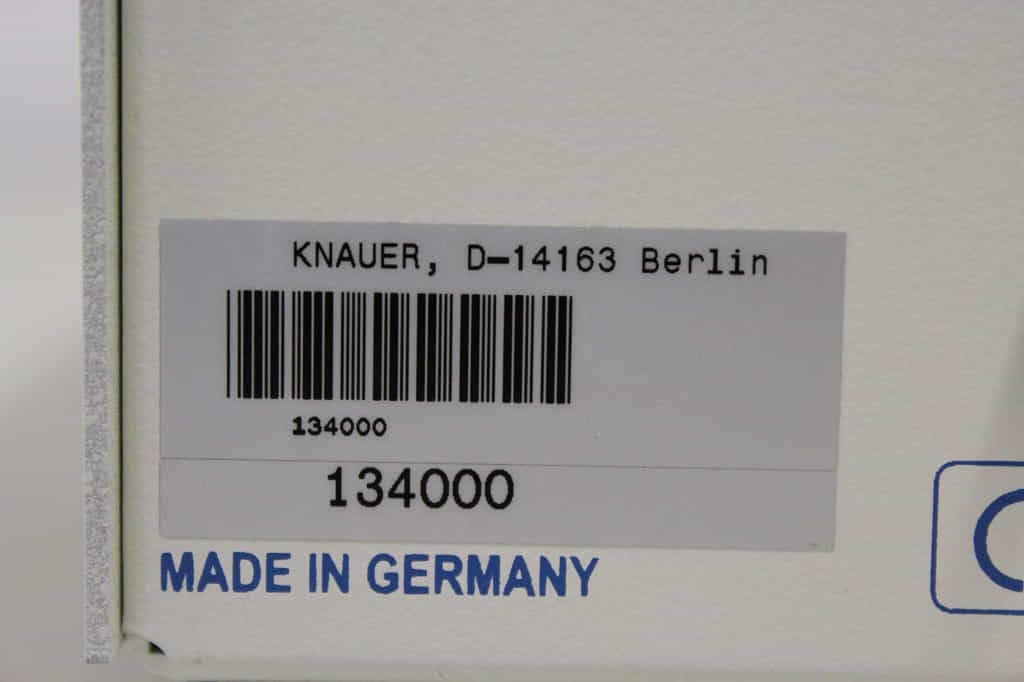 KNAUER, D-14163 Berlin
134000
134000
MADE IN GERMANY